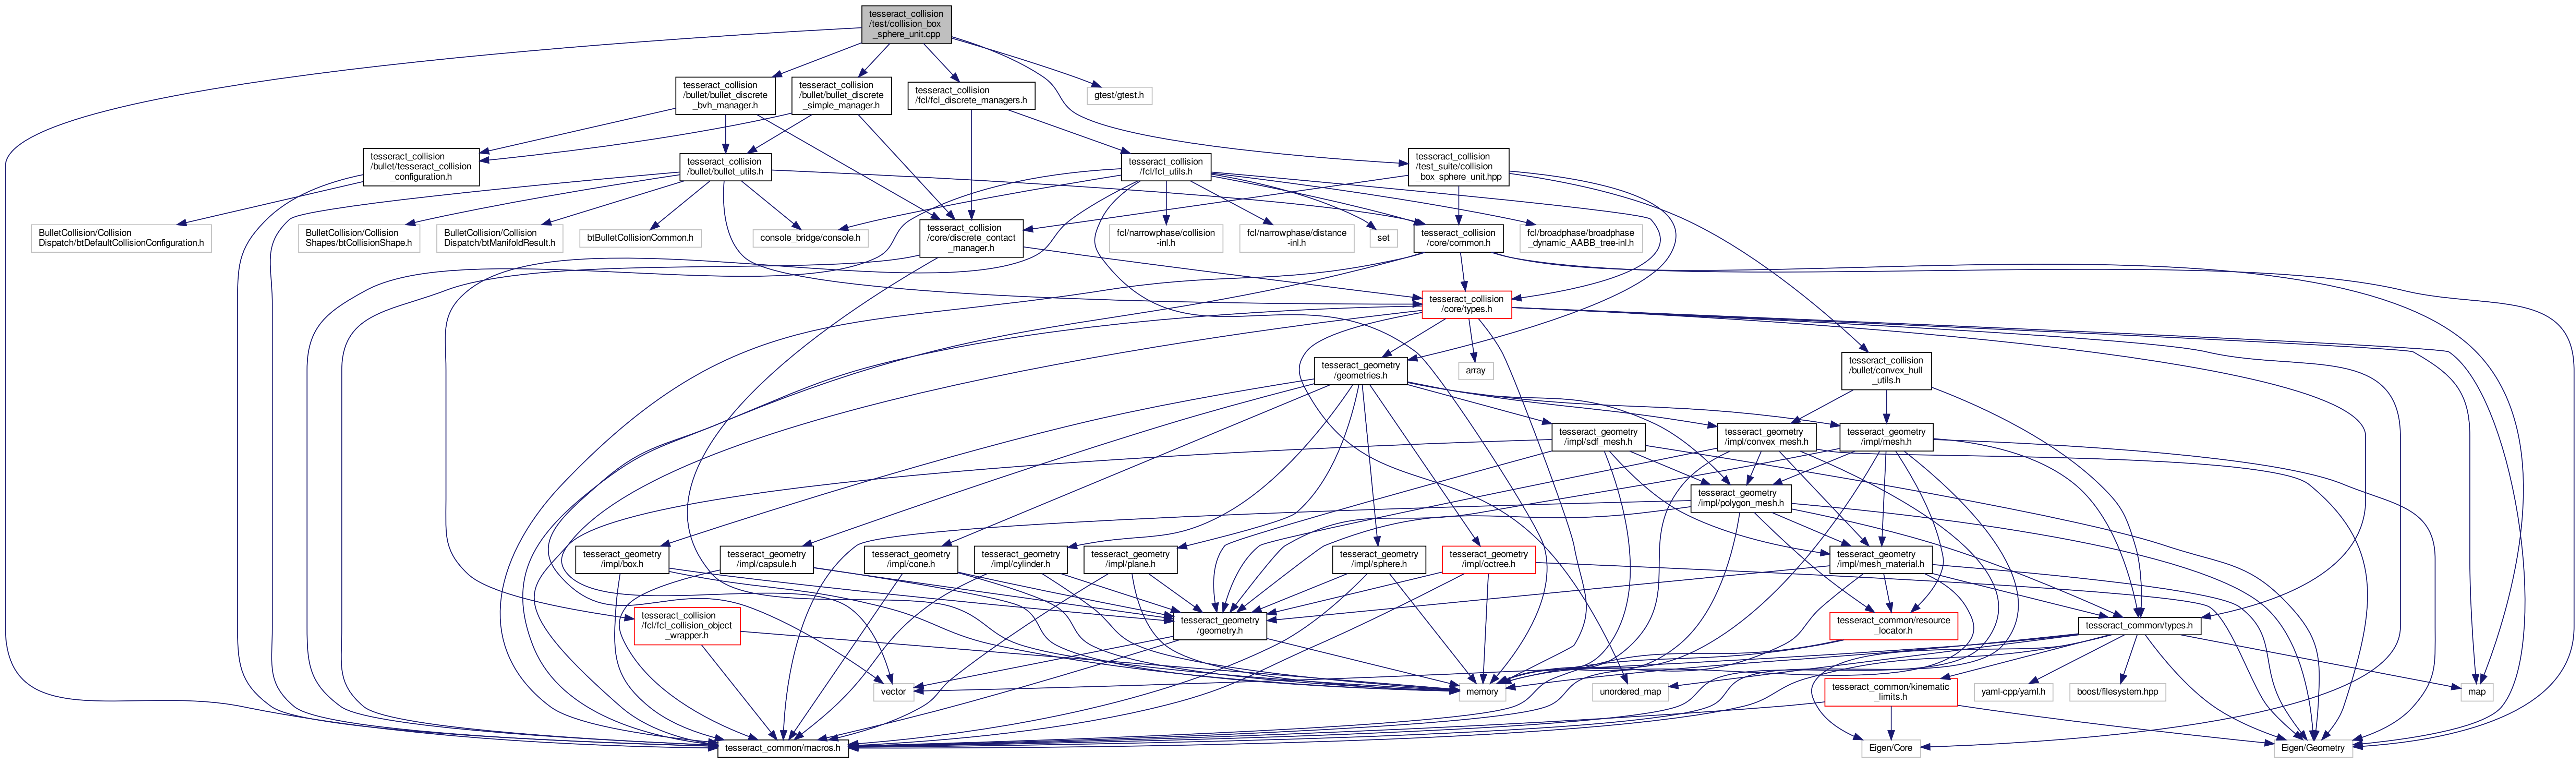 tesseract_collision
/test/collision_box
_sphere_unit.cpp
tesseract_collision
/bullet/bullet_discrete
_bvh_manager.h
tesseract_collision
/bullet/bullet_discrete
_simple_manager.h
tesseract_collision
/fcl/fcl_discrete_managers.h
gtest/gtest.h
tesseract_collision
/bullet/tesseract_collision
_configuration.h
tesseract_collision
/bullet/bullet_utils.h
tesseract_collision
/fcl/fcl_utils.h
tesseract_collision
/test_suite/collision
_box_sphere_unit.hpp
BulletCollision/Collision
Dispatch/btDefaultCollisionConfiguration.h
BulletCollision/Collision
Shapes/btCollisionShape.h
BulletCollision/Collision
Dispatch/btManifoldResult.h
btBulletCollisionCommon.h
console_bridge/console.h
tesseract_collision
/core/discrete_contact
_manager.h
fcl/narrowphase/collision
-inl.h
fcl/narrowphase/distance
-inl.h
set
tesseract_collision
/core/common.h
fcl/broadphase/broadphase
_dynamic_AABB_tree-inl.h
tesseract_collision
/core/types.h
tesseract_geometry
/geometries.h
array
tesseract_collision
/bullet/convex_hull
_utils.h
tesseract_geometry
/impl/sdf_mesh.h
tesseract_geometry
/impl/convex_mesh.h
tesseract_geometry
/impl/mesh.h
tesseract_geometry
/impl/polygon_mesh.h
tesseract_geometry
/impl/box.h
tesseract_geometry
/impl/capsule.h
tesseract_geometry
/impl/cone.h
tesseract_geometry
/impl/cylinder.h
tesseract_geometry
/impl/plane.h
tesseract_geometry
/impl/sphere.h
tesseract_geometry
/impl/octree.h
tesseract_geometry
/impl/mesh_material.h
tesseract_collision
/fcl/fcl_collision_object
_wrapper.h
tesseract_geometry
/geometry.h
tesseract_common/resource
_locator.h
tesseract_common/types.h
vector
memory
unordered_map
tesseract_common/kinematic
_limits.h
yaml-cpp/yaml.h
boost/filesystem.hpp
map
tesseract_common/macros.h
Eigen/Core
Eigen/Geometry